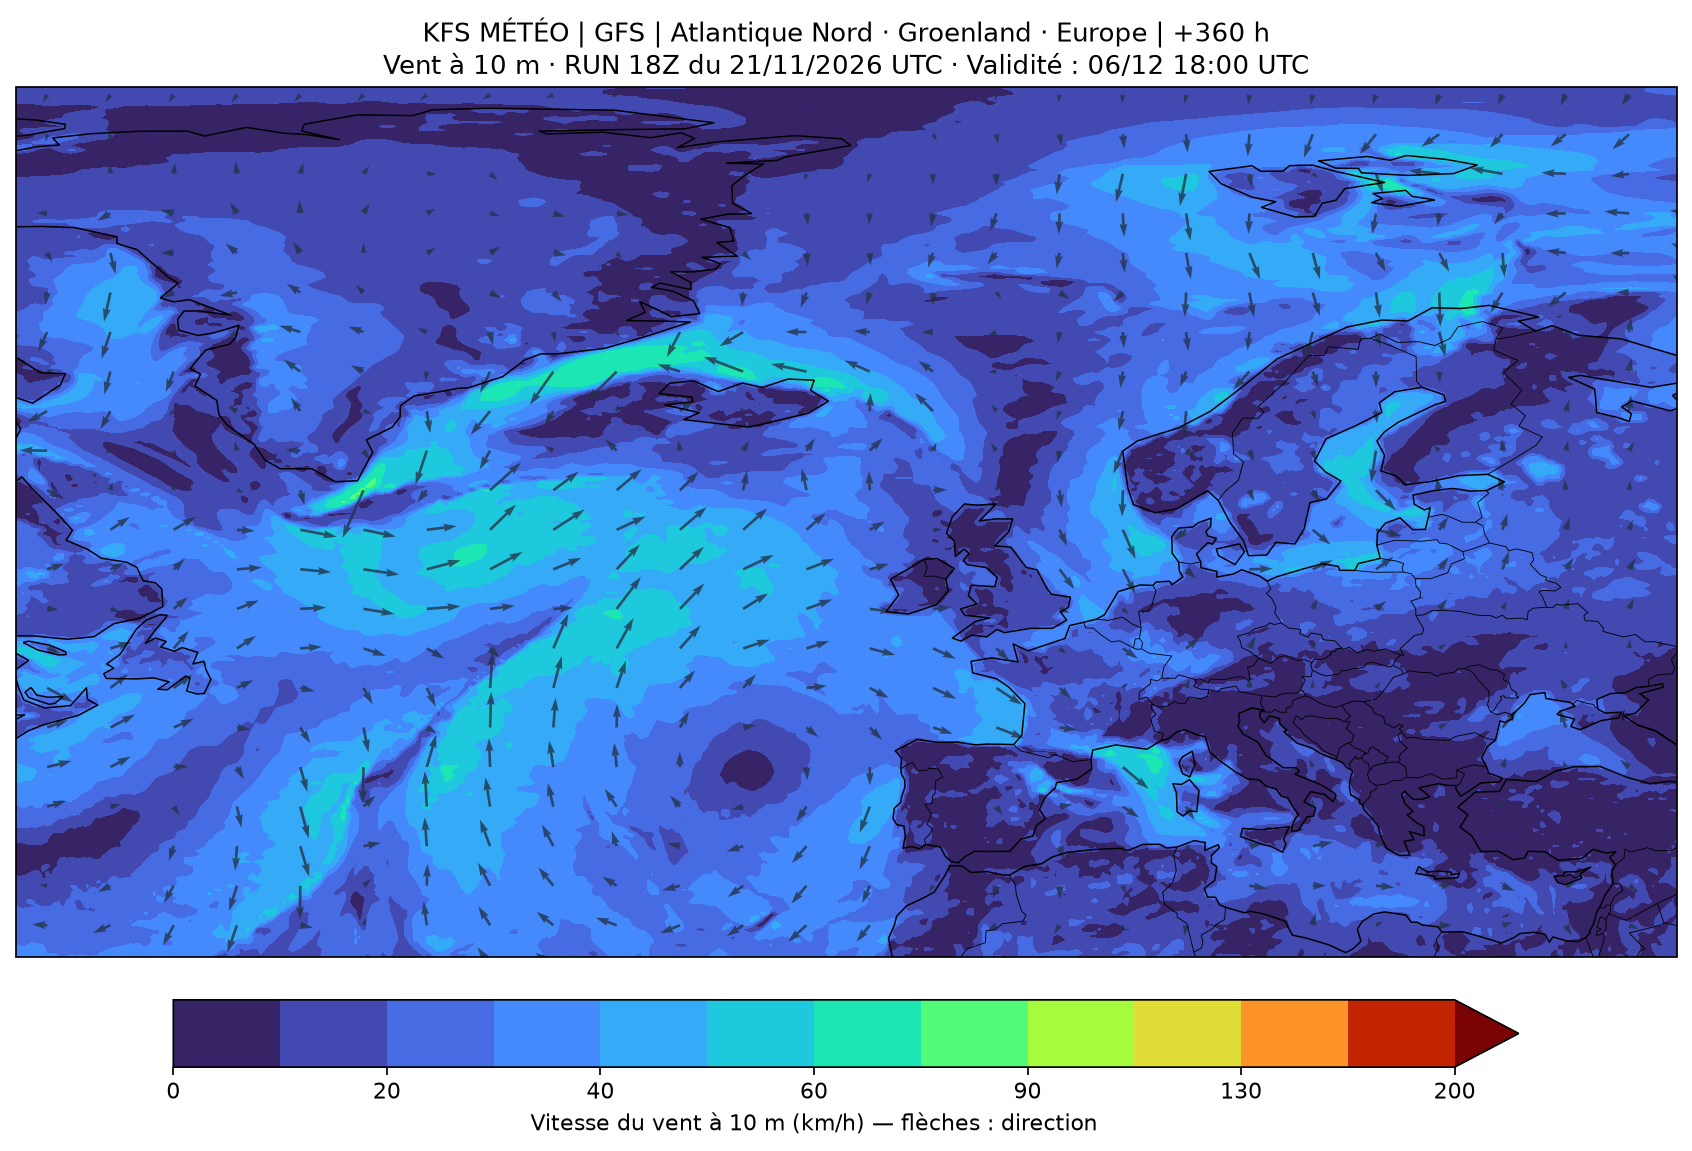 KFS MÉTÉO | GFS | Atlantique Nord · Groenland · Europe | +360 h
Vent à 10 m · RUN 18Z du 21/11/2026 UTC · Validité : 06/12 18:00 UTC
0 20 40 60 90 130 200
Vitesse du vent à 10 m (km/h) — flèches : direction